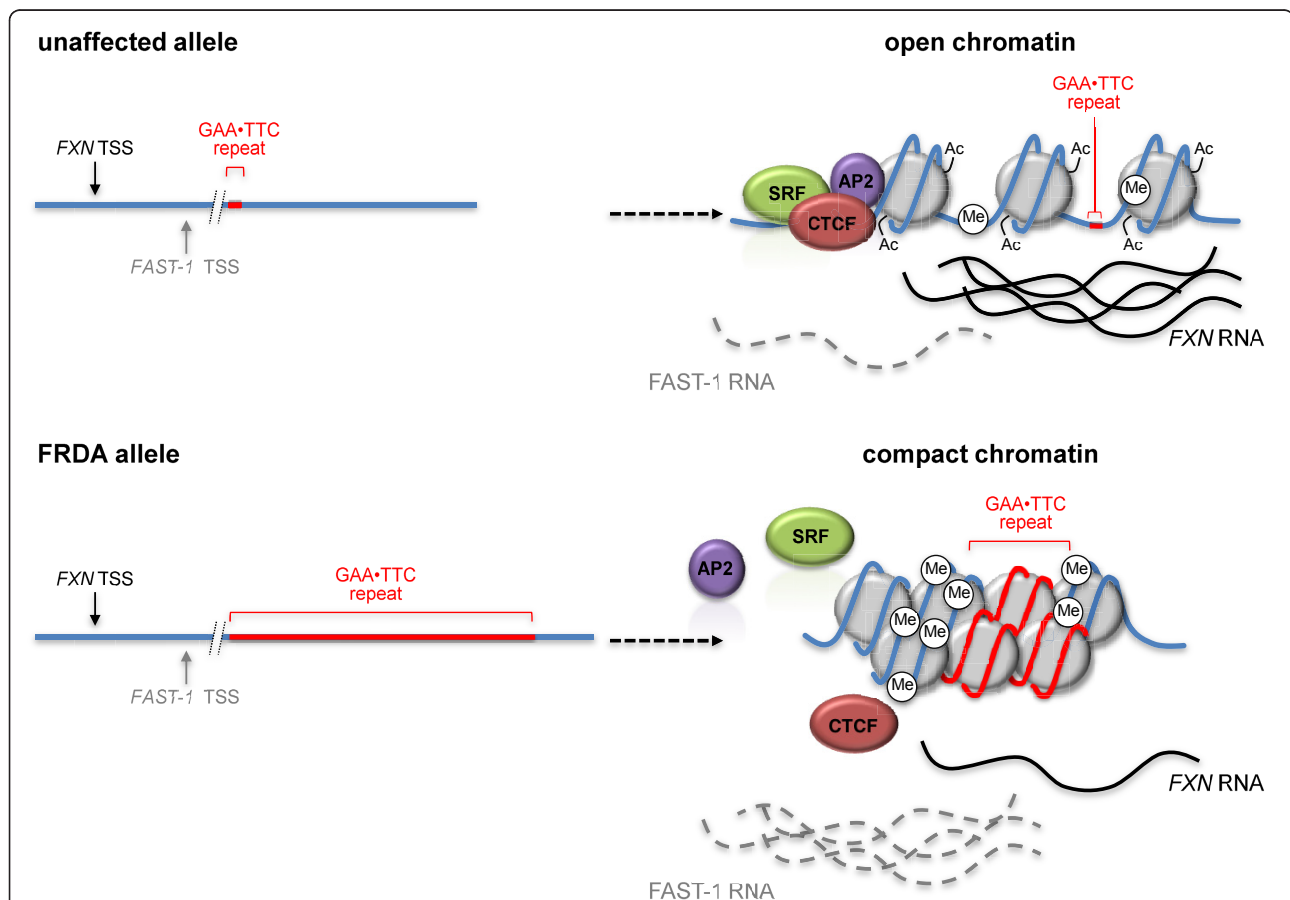 unaffected allele
open chromatin
GAA•TTC
repeat
FXN TSS
GAA•TTC
repeat
FAST-1 TSS
SRF
AP2
CTCF
Ac
Ac
Me
Ac
Ac
Me
Ac
Ac
FXN RNA
FAST-1 RNA
FRDA allele
compact chromatin
GAA•TTC
repeat
FXN TSS
GAA•TTC
repeat
FAST-1 TSS
AP2
SRF
Me
Me
Me
Me
Me
Me
Me
CTCF
FXN RNA
FAST-1 RNA